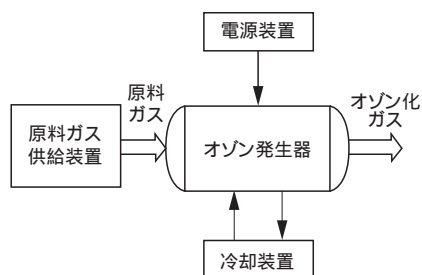 電源装置
原料
ガス
オゾン化
ガス
原料ガス
供給装置
オゾン発生器
冷却装置